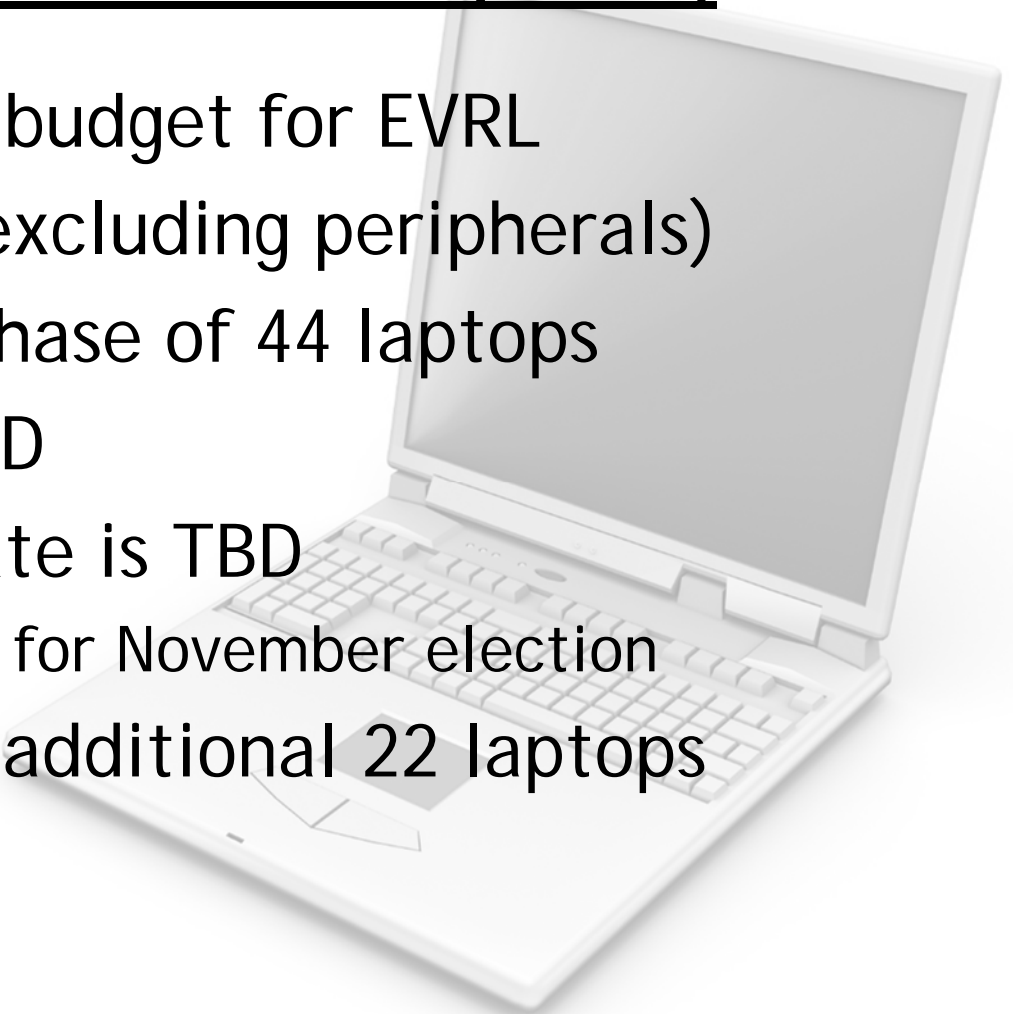 budget for EVRL
excluding peripherals)
hase of 44 laptops
D
te is TBD
for November election
additional 22 laptops